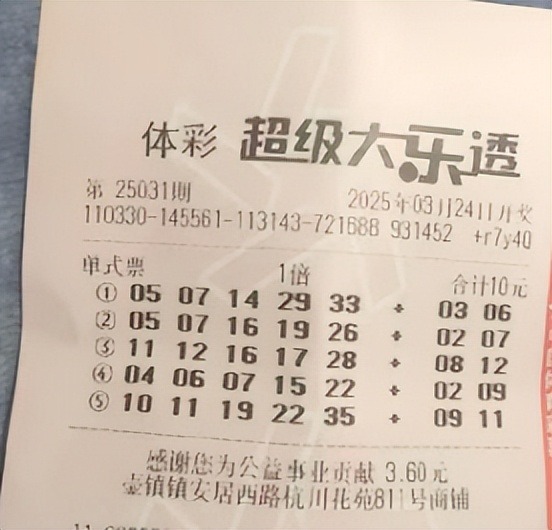 体彩 超级大乐透
第 25031期 2025年03月24日开奖
110330-145561-113143-721688 931452 +r7y40
单式票 1倍 合计10元
① 05 07 14 29 33 + 03 06
② 05 07 16 19 26 + 02 07
③ 11 12 16 17 28 + 08 12
④ 04 06 07 15 22 + 02 09
⑤ 10 11 19 22 35 + 09 11
感谢您为公益事业贡献 3.60元
壶镇镇安居西路杭川花苑811号商铺